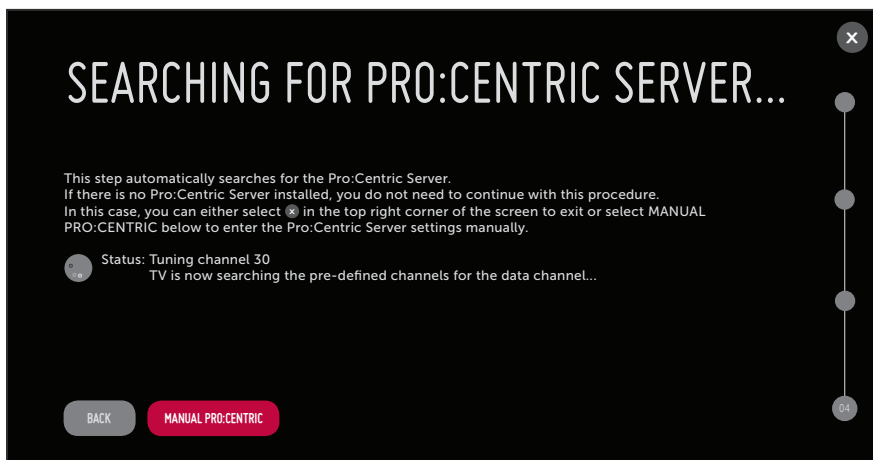 SEARCHING FOR PRO:CENTRIC SERVER...
This step automatically searches for the Pro:Centric Server.
If there is no Pro:Centric Server installed, you do not need to continue with this procedure.
In this case, you can either select x in the top right corner of the screen to exit or select MANUAL
PRO:CENTRIC below to enter the Pro:Centric Server settings manually.
Status: Tuning channel 30
TV is now searching the pre-defined channels for the data channel...
BACK
MANUAL PRO:CENTRIC
04